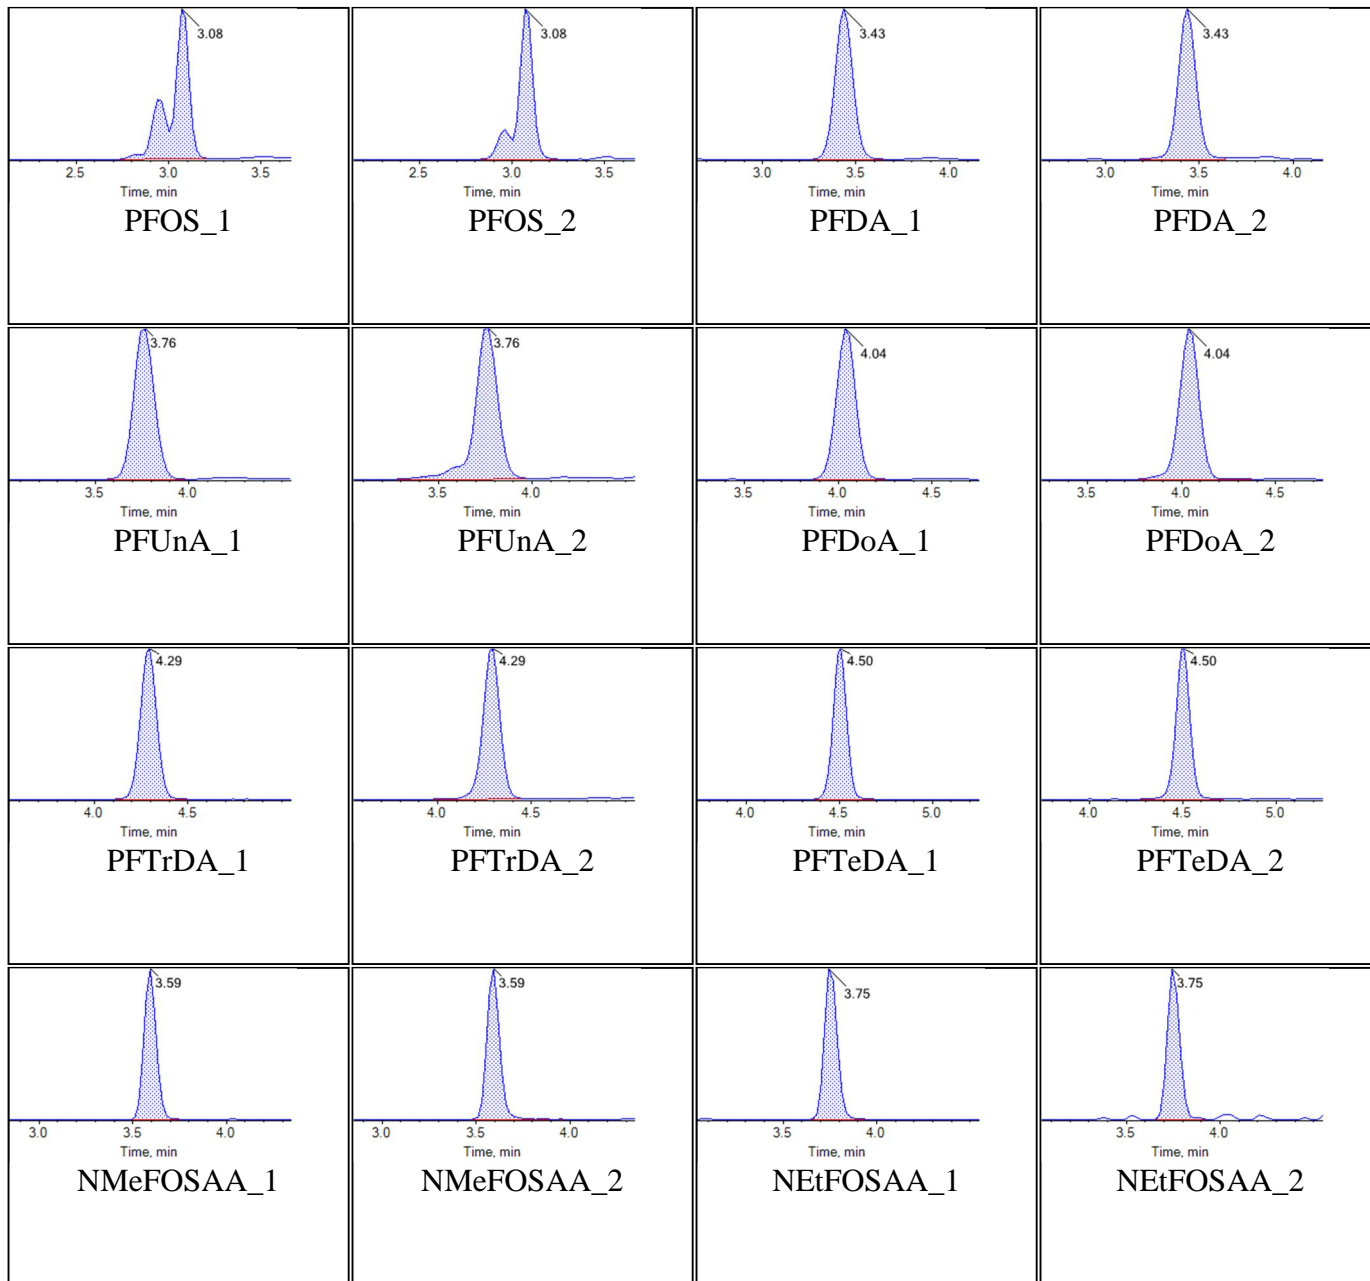 3.08
2.5 3.0 3.5
Time, min
PFOS_1
3.08
2.5 3.0 3.5
Time, min
PFOS_2
3.43
3.0 3.5 4.0
Time, min
PFDA_1
3.43
3.0 3.5 4.0
Time, min
PFDA_2
3.76
3.5 4.0
Time, min
PFUnA_1
3.76
3.5 4.0
Time, min
PFUnA_2
4.04
3.5 4.0 4.5
Time, min
PFDoA_1
4.04
3.5 4.0 4.5
Time, min
PFDoA_2
4.29
4.0 4.5
Time, min
PFTrDA_1
4.29
4.0 4.5
Time, min
PFTrDA_2
4.50
4.0 4.5 5.0
Time, min
PFTeDA_1
4.50
4.0 4.5 5.0
Time, min
PFTeDA_2
3.59
3.0 3.5 4.0
Time, min
NMeFOSAA_1
3.59
3.0 3.5 4.0
Time, min
NMeFOSAA_2
3.75
3.5 4.0
Time, min
NEtFOSAA_1
3.75
3.5 4.0
Time, min
NEtFOSAA_2